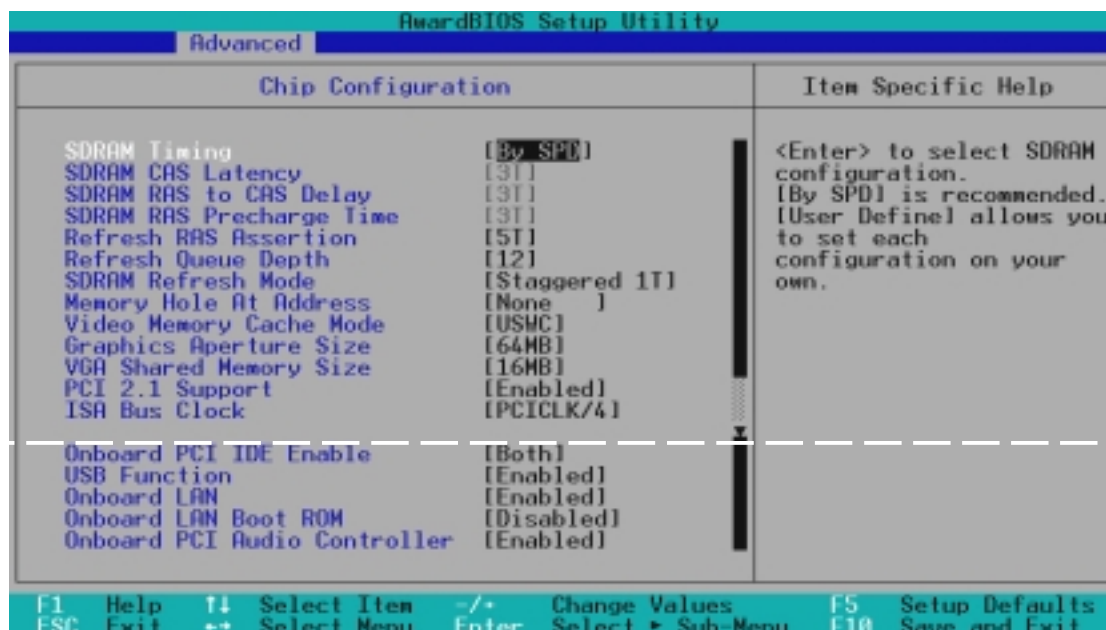 AwardBIOS Setup Utility
Advanced
Chip Configuration
Item Specific Help
SDRAM Timing [By SPD]
SDRAM CAS Latency [3T]
SDRAM RAS to CAS Delay [3T]
SDRAM RAS Precharge Time [3T]
Refresh RAS Assertion [5T]
Refresh Queue Depth [12]
SDRAM Refresh Mode [Staggered 1T]
Memory Hole At Address [None ]
Video Memory Cache Mode [USWC]
Graphics Aperture Size [64MB]
VGA Shared Memory Size [16MB]
PCI 2.1 Support [Enabled]
ISA Bus Clock [PCICLK/4]
Onboard PCI IDE Enable [Both]
USB Function [Enabled]
Onboard LAN [Enabled]
Onboard LAN Boot ROM [Disabled]
Onboard PCI Audio Controller [Enabled]
<Enter> to select SDRAM
configuration.
[By SPD] is recommended.
[User Define] allows you
to set each
configuration on your
own.
F1 Help ↑↓ Select Item -/+ Change Values F5 Setup Defaults
ESC Exit ←→ Select Menu Enter Select ► Sub-Menu F10 Save and Exit